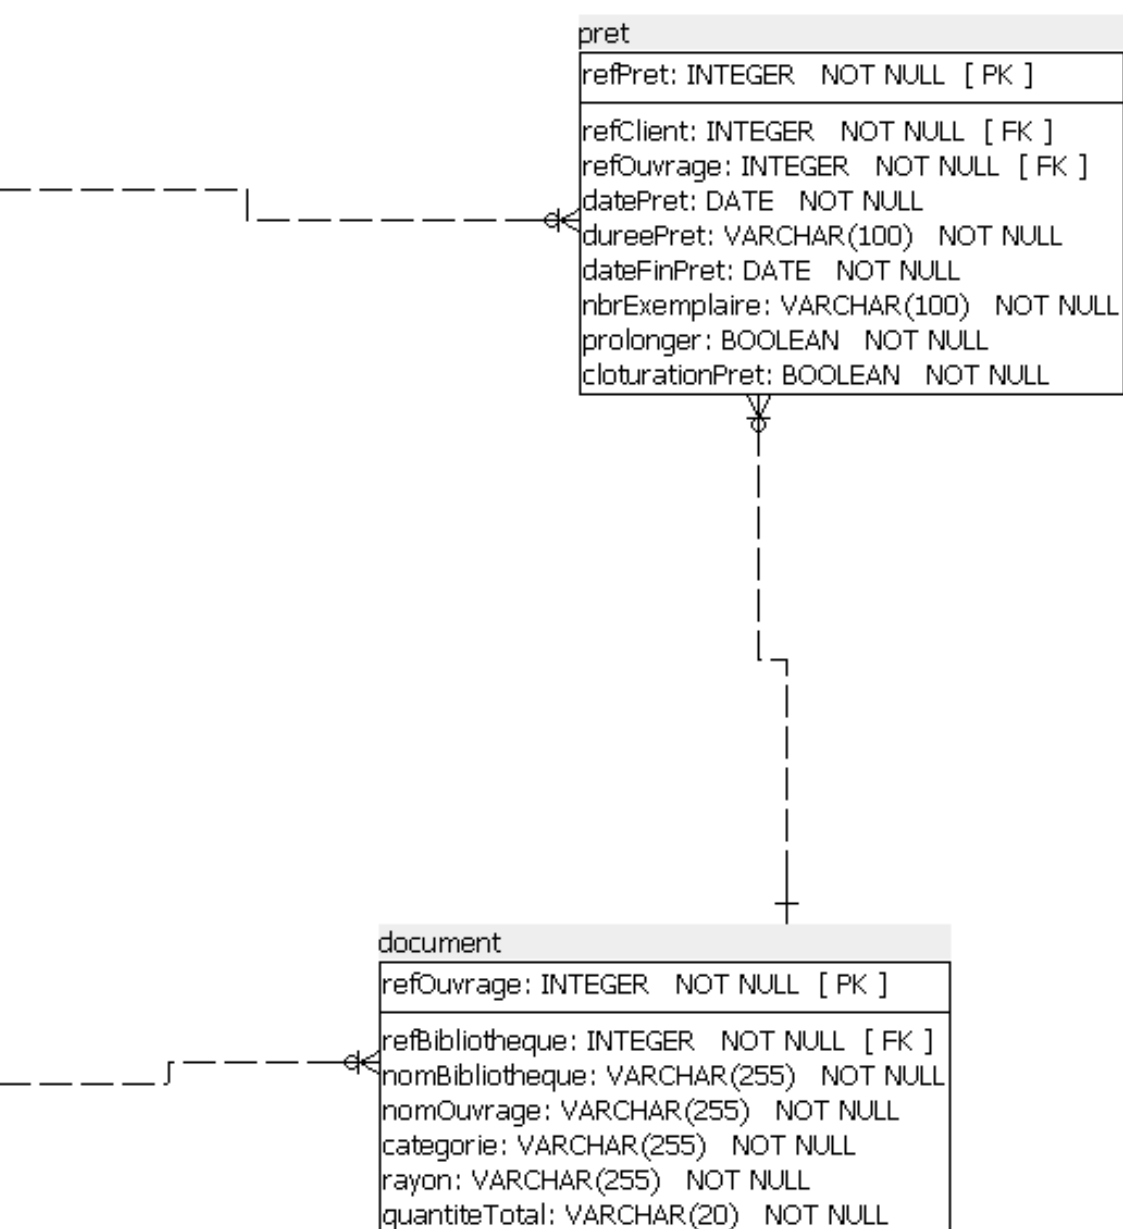 pret
refPret: INTEGER NOT NULL [ PK ]
refClient: INTEGER NOT NULL [ FK ]
refOuvrage: INTEGER NOT NULL [ FK ]
datePret: DATE NOT NULL
dureePret: VARCHAR(100) NOT NULL
dateFinPret: DATE NOT NULL
nbrExemplaire: VARCHAR(100) NOT NULL
prolonger: BOOLEAN NOT NULL
cloturationPret: BOOLEAN NOT NULL
document
refOuvrage: INTEGER NOT NULL [ PK ]
refBibliotheque: INTEGER NOT NULL [ FK ]
nomBibliotheque: VARCHAR(255) NOT NULL
nomOuvrage: VARCHAR(255) NOT NULL
categorie: VARCHAR(255) NOT NULL
rayon: VARCHAR(255) NOT NULL
quantiteTotal: VARCHAR(20) NOT NULL